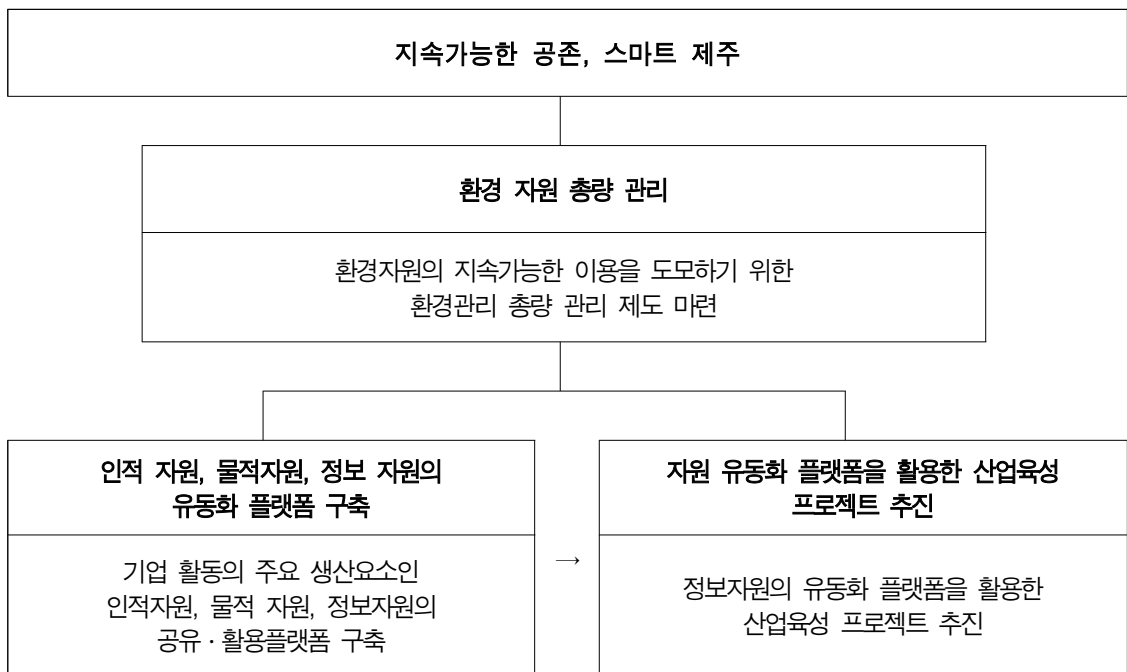 지속가능한 공존, 스마트 제주
환경 자원 총량 관리
환경자원의 지속가능한 이용을 도모하기 위한
환경관리 총량 관리 제도 마련
인적 자원, 물적자원, 정보 자원의
유동화 플랫폼 구축
기업 활동의 주요 생산요소인
인적자원, 물적 자원, 정보자원의
공유·활용플랫폼 구축
→
자원 유동화 플랫폼을 활용한 산업육성
프로젝트 추진
정보자원의 유동화 플랫폼을 활용한
산업육성 프로젝트 추진